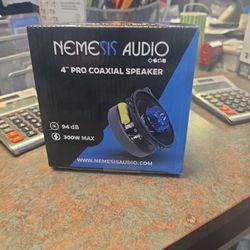 NEMESIS AUDIO
4" PRO COAXIAL SPEAKER
94 dB
300W MAX
WWW.NEMESISAUDIO.COM